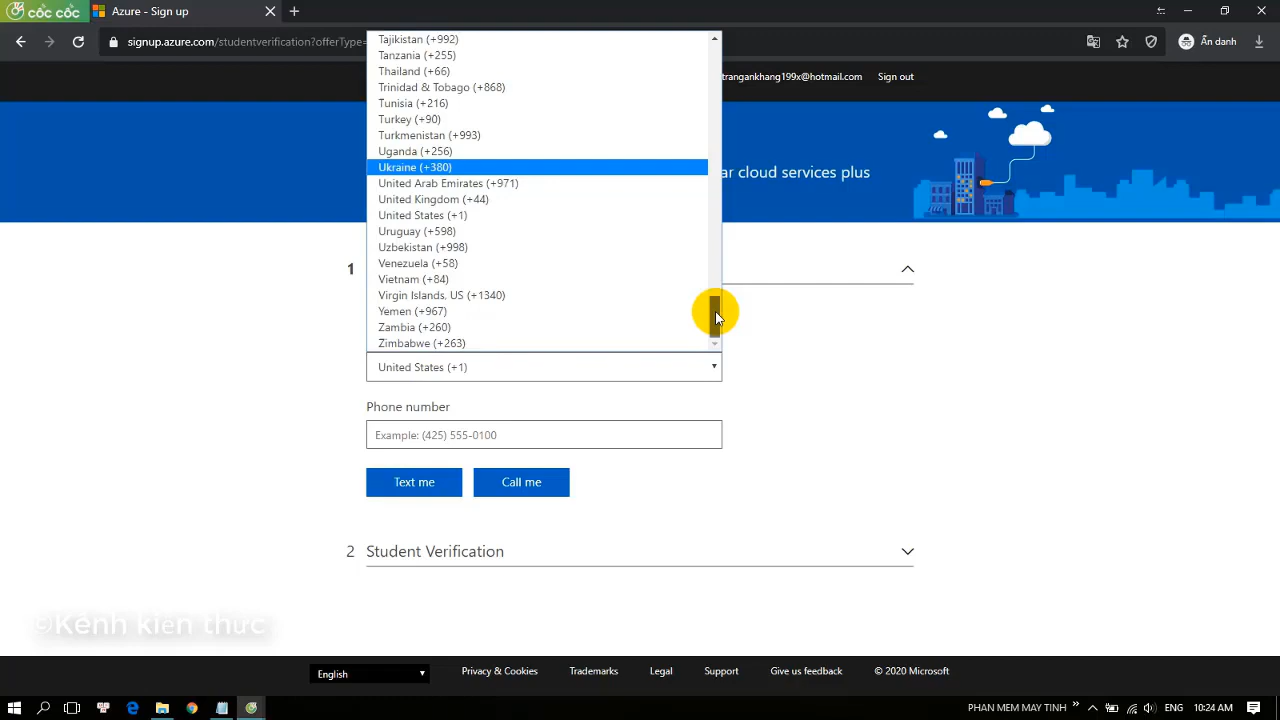 cốc cốc
Azure - Sign up
signup.azure.com/studentverification?offerType=
Ẩn danh
trangankhang199x@hotmail.com
Sign out
ar cloud services plus
Tajikistan (+992)
Tanzania (+255)
Thailand (+66)
Trinidad & Tobago (+868)
Tunisia (+216)
Turkey (+90)
Turkmenistan (+993)
Uganda (+256)
Ukraine (+380)
United Arab Emirates (+971)
United Kingdom (+44)
United States (+1)
Uruguay (+598)
Uzbekistan (+998)
Venezuela (+58)
Vietnam (+84)
Virgin Islands, US (+1340)
Yemen (+967)
Zambia (+260)
Zimbabwe (+263)
1
United States (+1)
Phone number
Example: (425) 555-0100
Text me
Call me
2 Student Verification
©Kênh kiến thức
English
Privacy & Cookies
Trademarks
Legal
Support
Give us feedback
© 2020 Microsoft
PHAN MEM MAY TINH
ENG
10:24 AM